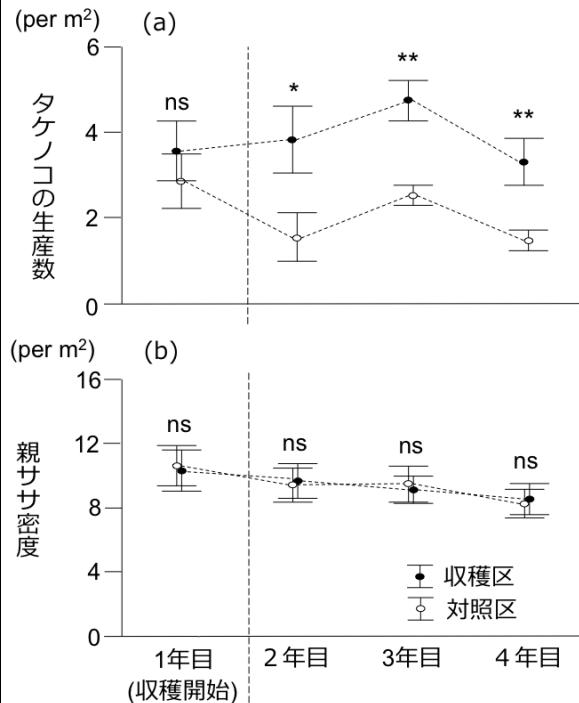 (per m²) (a)
6
4
2
0
タケノコの生産数
ns
*
**
**
(per m²) (b)
16
12
8
4
0
親ササ密度
ns
ns
ns
ns
収穫区
対照区
1年目 2年目 3年目 4年目
(収穫開始)